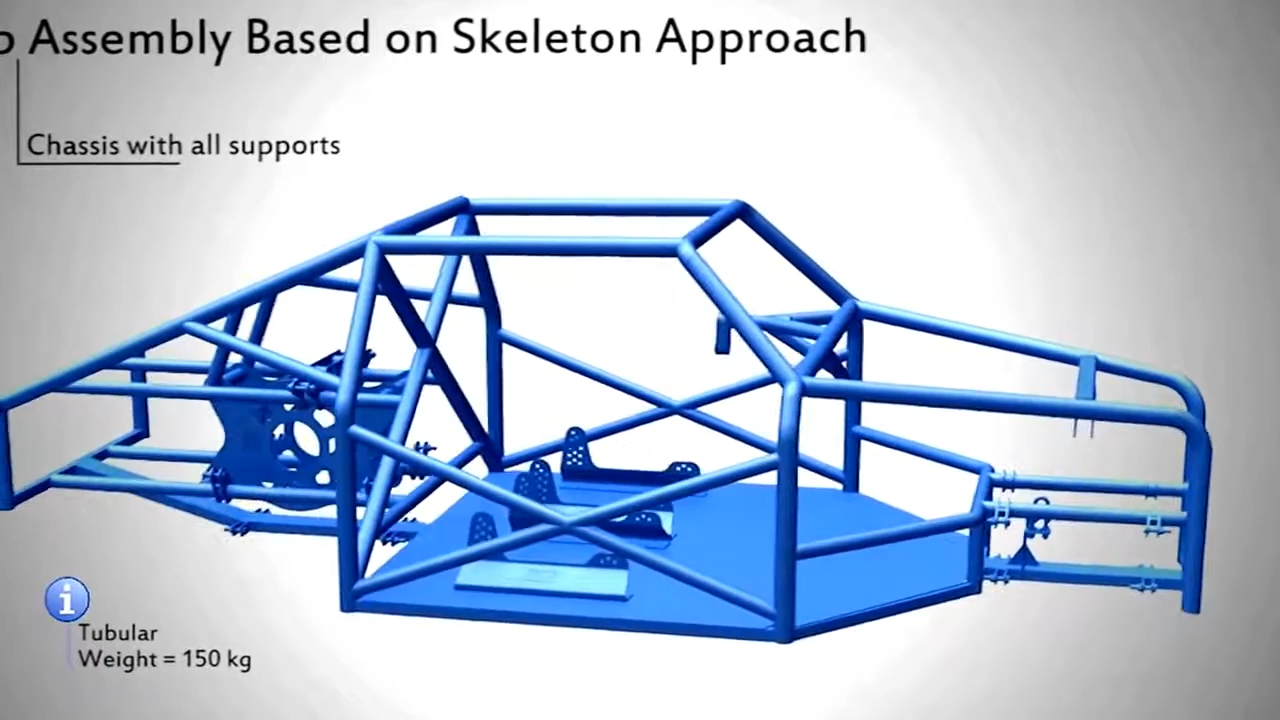 Assembly Based on Skeleton Approach
Chassis with all supports
i
Tubular
Weight = 150 kg